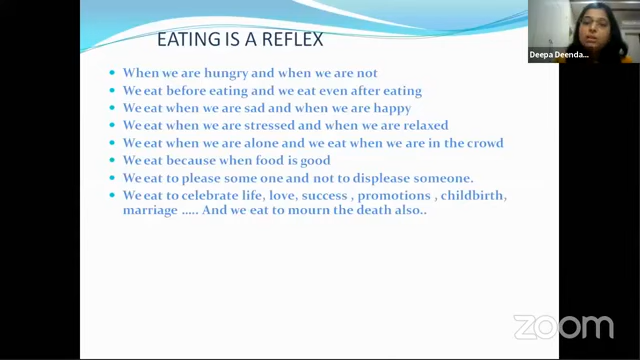 EATING IS A REFLEX
When we are hungry and when we are not
We eat before eating and we eat even after eating
We eat when we are sad and when we are happy
We eat when we are stressed and when we are relaxed
We eat when we are alone and we eat when we are in the crowd
We eat because when food is good
We eat to please some one and not to displease someone.
We eat to celebrate life, love, success , promotions , childbirth,
marriage ..... And we eat to mourn the death also..
Deepa Deenda...
zoom